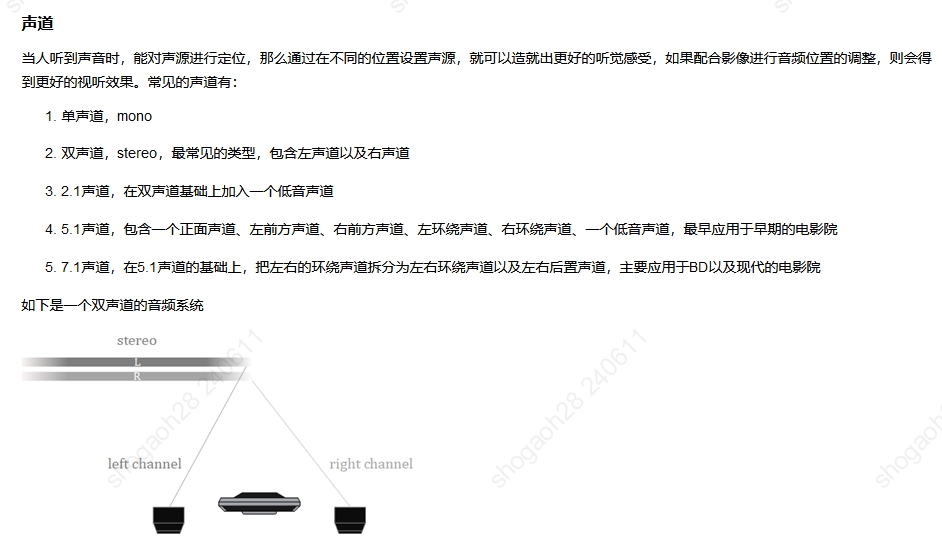 声道
当人听到声音时，能对声源进行定位，那么通过在不同的位置设置声源，就可以造就出更好的听觉感受，如果配合影像进行音频位置的调整，则会得
到更好的视听效果。常见的声道有：
1. 单声道，mono
2. 双声道，stereo，最常见的类型，包含左声道以及右声道
3. 2.1声道，在双声道基础上加入一个低音声道
4. 5.1声道，包含一个正面声道、左前方声道、右前方声道、左环绕声道、右环绕声道、一个低音声道，最早应用于早期的电影院
5. 7.1声道，在5.1声道的基础上，把左右的环绕声道拆分为左右环绕声道以及左右后置声道，主要应用于BD以及现代的电影院
如下是一个双声道的音频系统
stereo
L
R
left channel
right channel
shogaoh28 240611
shogaoh28 240611